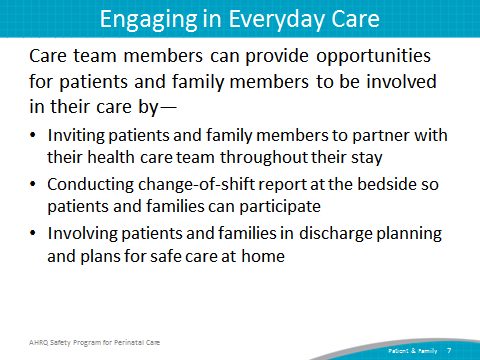 Engaging in Everyday Care
Care team members can provide opportunities
for patients and family members to be involved
in their care by—
• Inviting patients and family members to partner with
their health care team throughout their stay
• Conducting change-of-shift report at the bedside so
patients and families can participate
• Involving patients and families in discharge planning
and plans for safe care at home
AHRQ Safety Program for Perinatal Care
Patient & Family 7